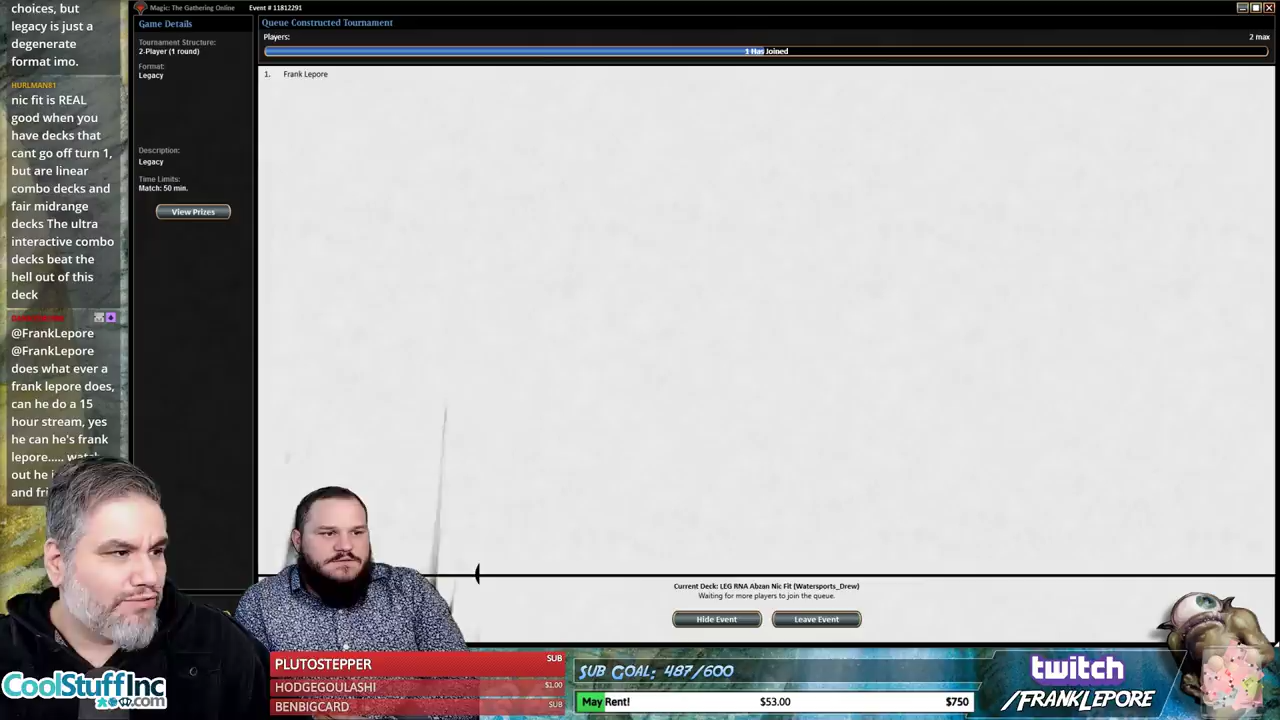 choices, but
legacy is just a
degenerate
format imo.
HURLMAN81
nic fit is REAL
good when you
have decks that
cant go off turn 1,
but are linear
combo decks and
fair midrange
decks The ultra
interactive combo
decks beat the
hell out of this
deck
@FrankLepore
@FrankLepore
does what ever a
frank lepore does,
can he do a 15
hour stream, yes
he can he's frank
lepore.....
out he
and
Magic: The Gathering Online Event # 11812291
Game Details
Tournament Structure:
2-Player (1 round)
Format:
Legacy
Description:
Legacy
Time Limits:
Match: 50 min.
View Prizes
Queue Constructed Tournament
Players: 2 max
1 Has Joined
1. Frank Lepore
Current Deck: LEG RNA Abzan Nic Fit (Watersports_Drew)
Waiting for more players to join the queue.
Hide Event Leave Event
CoolStuffInc
.com
PLUTOSTEPPER SUB
HODGEGOULASHI $1.00
BENBIGCARD SUB
SUB GOAL: 487/600
May Rent! $53.00 $750
twitch
/FRANKLEPORE